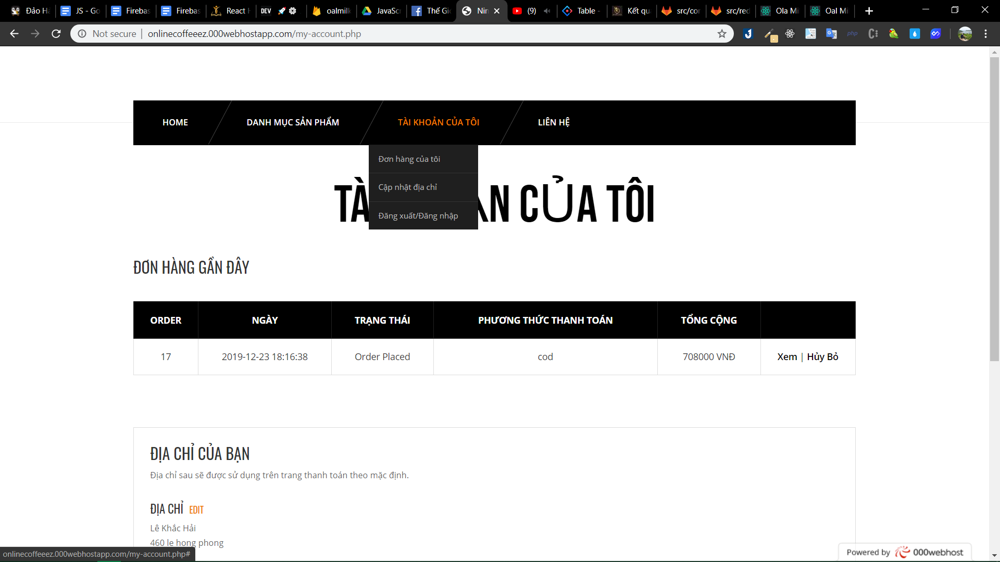 Đảo Hả
JS - Go
Firebas
Firebas
React H
DEV
oalmilk
JavaScr
Thế Giớ
Nin
(9)
Table -
Kết qu
src/cor
src/red
Ola Mi
Oal Mi
Not secure
onlinecoffeeez.000webhostapp.com/my-account.php
php
HOME
DANH MỤC SẢN PHẨM
TÀI KHOẢN CỦA TÔI
LIÊN HỆ
Đơn hàng của tôi
Cập nhật địa chỉ
Đăng xuất/Đăng nhập
TÀ
N CỦA TÔI
ĐƠN HÀNG GẦN ĐÂY
ORDER NGÀY TRẠNG THÁI PHƯƠNG THỨC THANH TOÁN TỔNG CỘNG
17 2019-12-23 18:16:38 Order Placed cod 708000 VNĐ Xem | Hủy Bỏ
ĐỊA CHỈ CỦA BẠN
Địa chỉ sau sẽ được sử dụng trên trang thanh toán theo mặc định.
ĐỊA CHỈ EDIT
Lê Khắc Hải
460 le hong phong
onlinecoffeeez.000webhostapp.com/my-account.php#
Powered by 000webhost